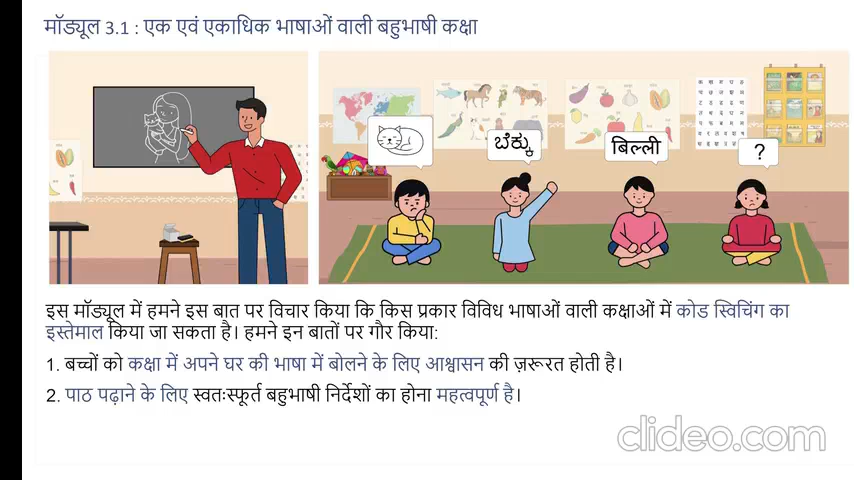 मॉड्यूल 3.1 : एक एवं एकाधिक भाषाओं वाली बहुभाषी कक्षा
ಬೆಕ್ಕು
बिल्ली
?
इस मॉड्यूल में हमने इस बात पर विचार किया कि किस प्रकार विविध भाषाओं वाली कक्षाओं में कोड स्विचिंग का
इस्तेमाल किया जा सकता है। हमने इन बातों पर गौर किया:
1. बच्चों को कक्षा में अपने घर की भाषा में बोलने के लिए आश्वासन की ज़रूरत होती है।
2. पाठ पढ़ाने के लिए स्वतःस्फूर्त बहुभाषी निर्देशों का होना महत्वपूर्ण है।
clideo.com